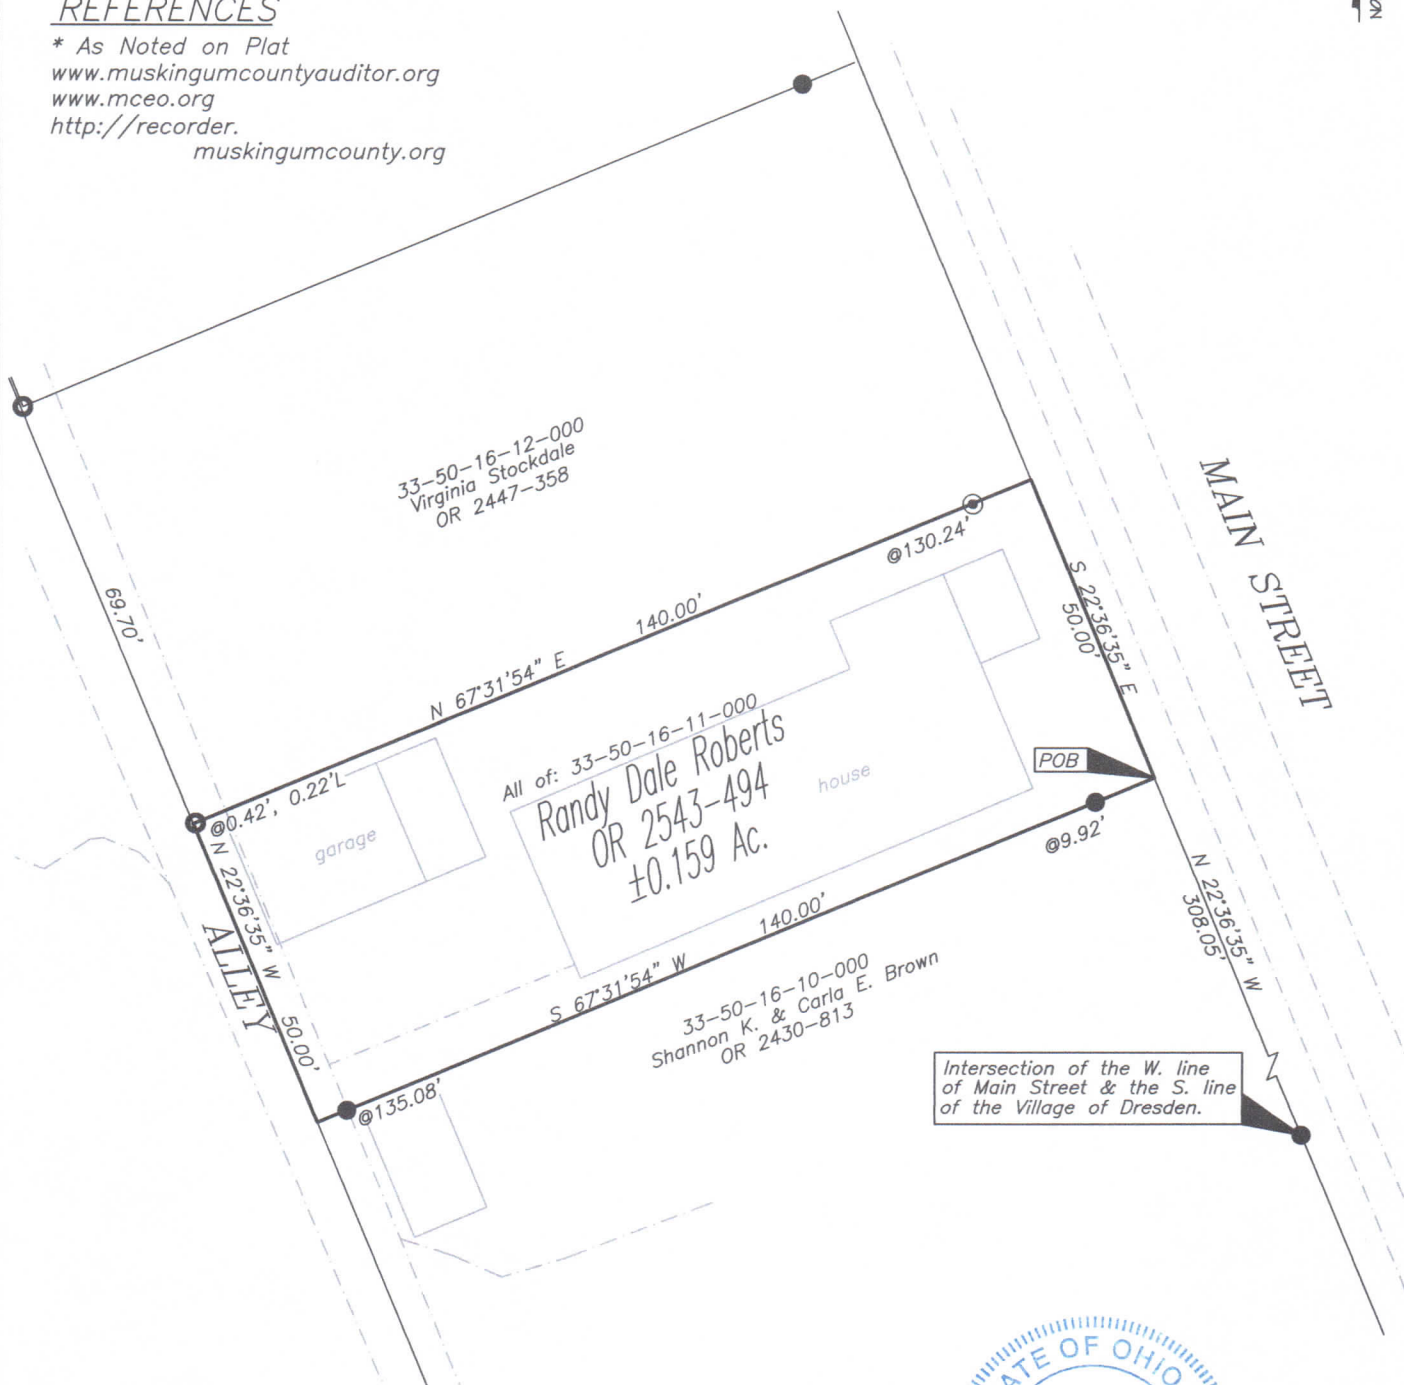 REFERENCES
* As Noted on Plat
www.muskingumcountyauditor.org
www.mceo.org
http://recorder.
muskingumcounty.org
33-50-16-12-000
Virginia Stockdale
OR 2447-358
MAIN STREET
@130.24'
69.70'
140.00'
N 67°31'54" E
S 22°36'35" E
50.00'
All of: 33-50-16-11-000
Randy Dale Roberts
OR 2543-494
±0.159 Ac.
house
POB
@0.42', 0.22'L
garage
@9.92'
N 22°36'35" W
50.00'
ALLEY
140.00'
S 67°31'54" W
N 22°36'35" W
308.05'
33-50-16-10-000
Shannon K. & Carla E. Brown
OR 2430-813
@135.08'
Intersection of the W. line
of Main Street & the S. line
of the Village of Dresden.
OF OHIO